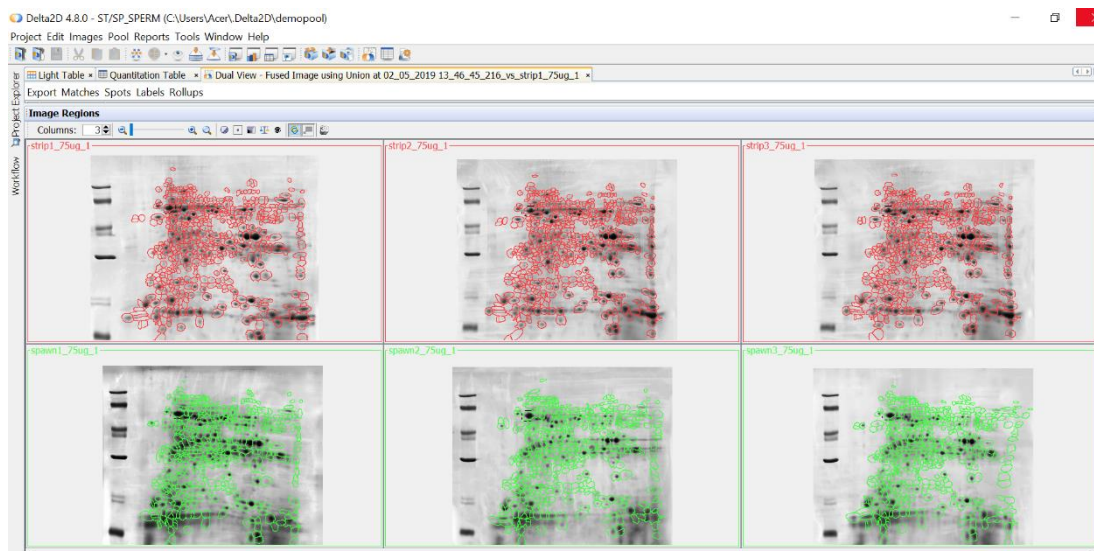 Delta2D 4.8.0 - ST/SP_SPERM (C:\Users\Acer\.Delta2D\demopool)
Project Edit Images Pool Reports Tools Window Help
Light Table × Quantitation Table × Dual View - Fused Image using Union at 02_05_2019 13_46_45_216_vs_strip1_75ug_1 ×
Project Explorer
Workflow
Export Matches Spots Labels Rollups
Image Regions
Columns: 3
strip1_75ug_1 strip2_75ug_1 strip3_75ug_1
spawn1_75ug_1 spawn2_75ug_1 spawn3_75ug_1